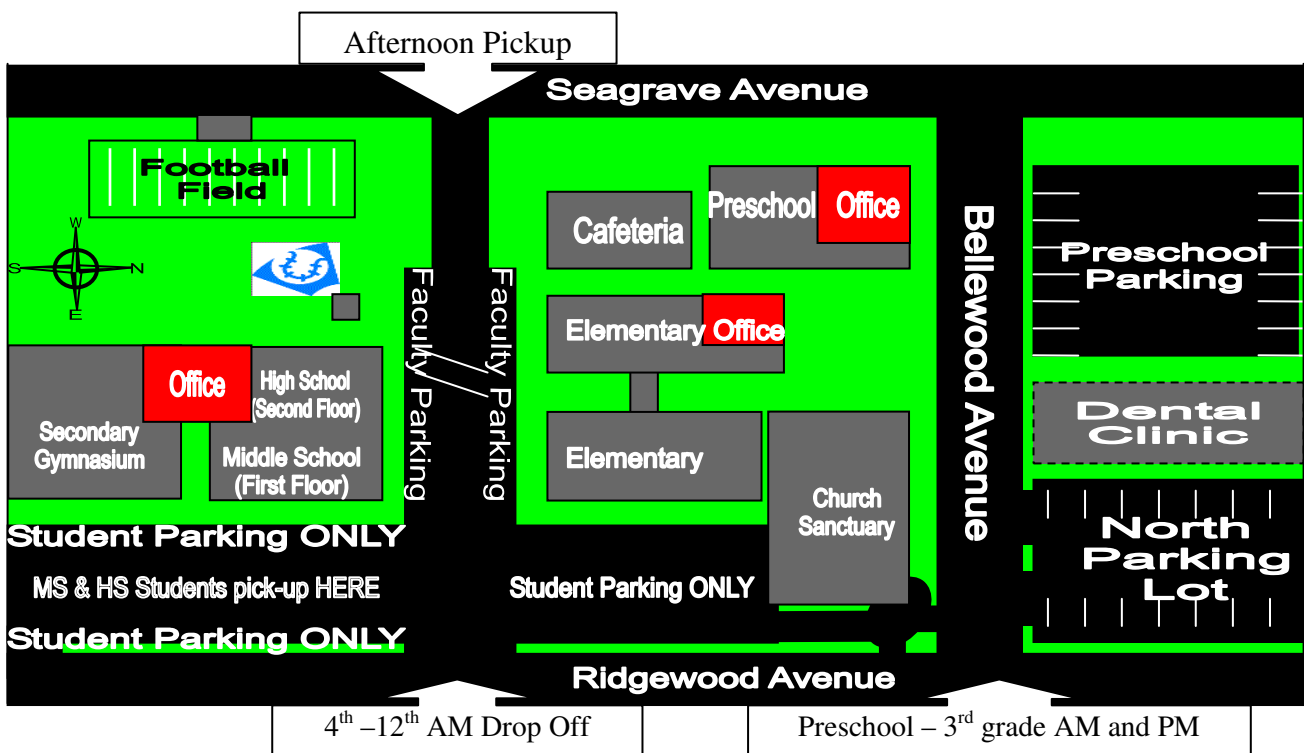 Afternoon Pickup
Seagrave Avenue
Football
Field
Preschool Office
Cafeteria
W
S N
E
Bellewood Avenue
Preschool
Parking
Faculty Parking
Faculty Parking
Elementary Office
Office
High School
(Second Floor)
Secondary
Gymnasium
Middle School
(First Floor)
Elementary
Dental
Clinic
Church
Sanctuary
North
Parking
Lot
Student Parking ONLY
MS & HS Students pick-up HERE
Student Parking ONLY
Student Parking ONLY
Ridgewood Avenue
4th –12th AM Drop Off
Preschool – 3rd grade AM and PM